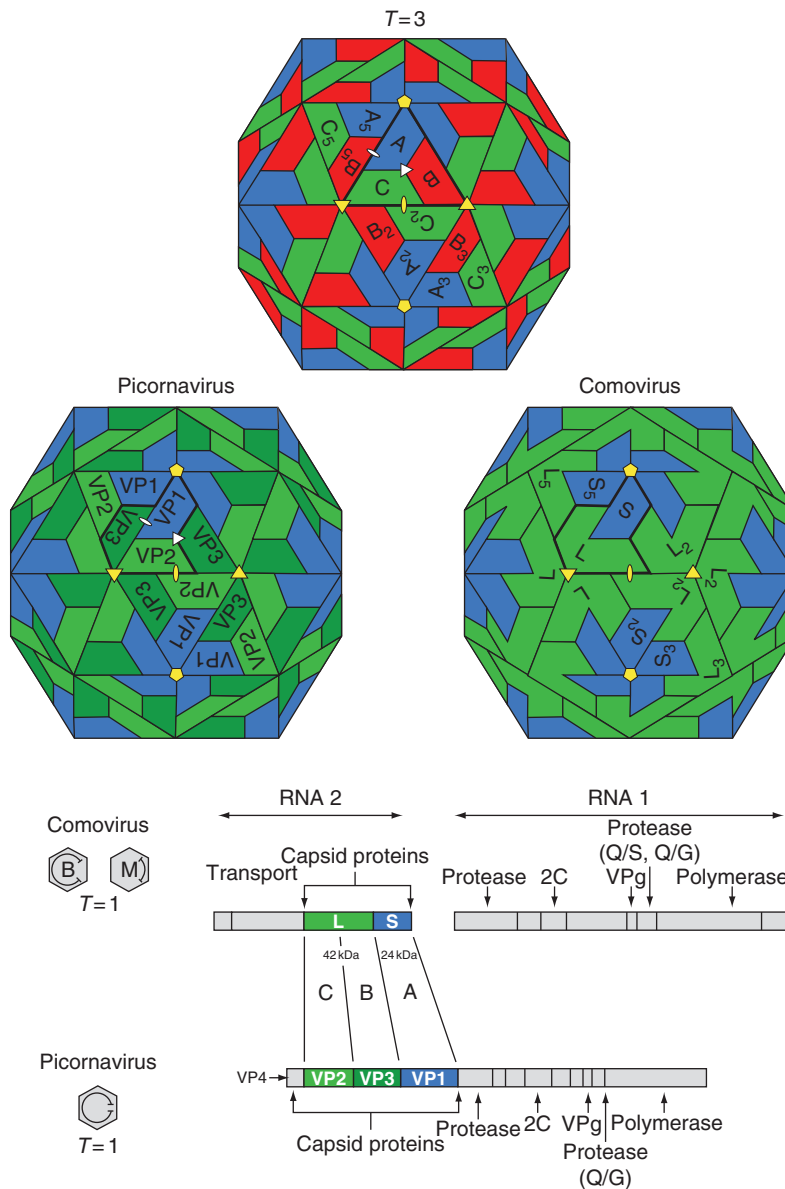 T=3
C5
A5
A
B5
B
C
C2
B2
B3
A2
A3
C3
Picornavirus
Comovirus
VP2
VP1
VP1
VP3
VP3
VP2
VP2
VP3
VP3
VP1
VP2
VP1
L5
S5
S
L
L2
L
L
L2
L2
S2
S3
L3
RNA 2
RNA 1
Comovirus
B
M
T=1
Transport
Capsid proteins
Protease
2C
Protease
(Q/S, Q/G)
VPg
Polymerase
L
S
42 kDa
24 kDa
C
B
A
Picornavirus
T=1
VP4
VP2
VP3
VP1
Capsid proteins
Protease
2C
VPg
Polymerase
Protease
(Q/G)